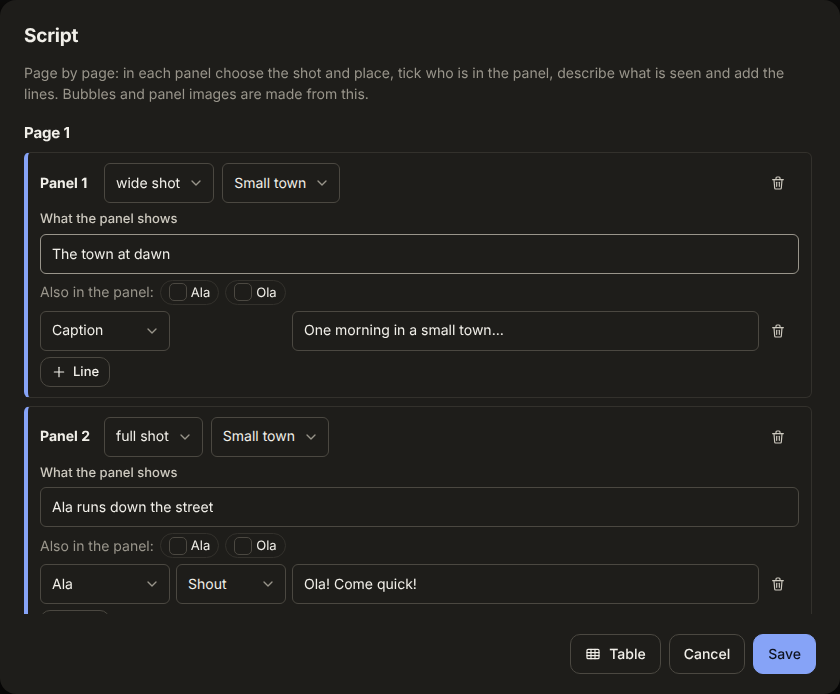 Script
Page by page: in each panel choose the shot and place, tick who is in the panel, describe what is seen and add the
lines. Bubbles and panel images are made from this.
Page 1
Panel 1 wide shot Small town
What the panel shows
The town at dawn
Also in the panel: Ala Ola
Caption One morning in a small town...
+ Line
Panel 2 full shot Small town
What the panel shows
Ala runs down the street
Also in the panel: Ala Ola
Ala Shout Ola! Come quick!
Table Cancel Save